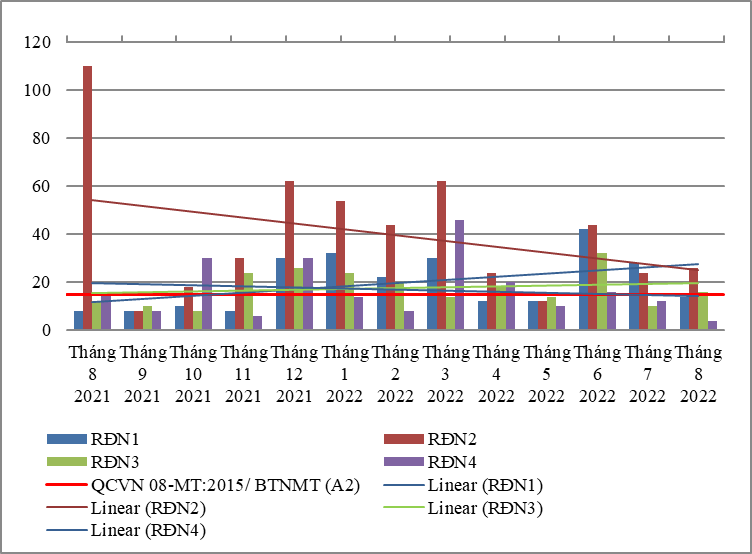 120
100
80
60
40
20
0
Tháng 8 2021
Tháng 9 2021
Tháng 10 2021
Tháng 11 2021
Tháng 12 2021
Tháng 1 2022
Tháng 2 2022
Tháng 3 2022
Tháng 4 2022
Tháng 5 2022
Tháng 6 2022
Tháng 7 2022
Tháng 8 2022
RĐN1
RĐN2
RĐN3
RĐN4
QCVN 08-MT:2015/ BTNMT (A2)
Linear (RĐN1)
Linear (RĐN2)
Linear (RĐN3)
Linear (RĐN4)